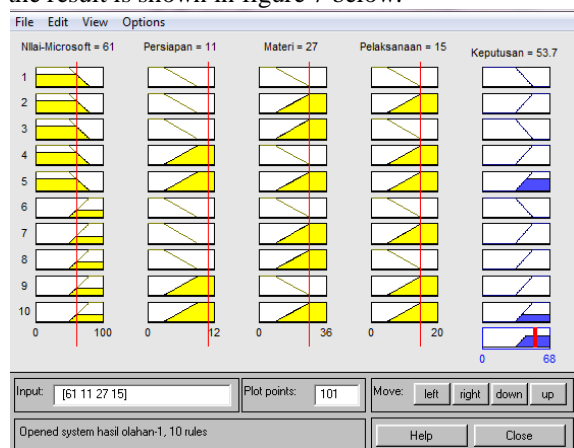 the result is shown in figure 7 below.
File Edit View Options
NIlai-Microsoft = 61 Persiapan = 11 Materi = 27 Pelaksanaan = 15 Keputusan = 53.7
1
2
3
4
5
6
7
8
9
10
0 100 0 12 0 36 0 20
0 68
Input: [61 11 27 15] Plot points: 101 Move: left right down up
Opened system hasil olahan-1, 10 rules Help Close